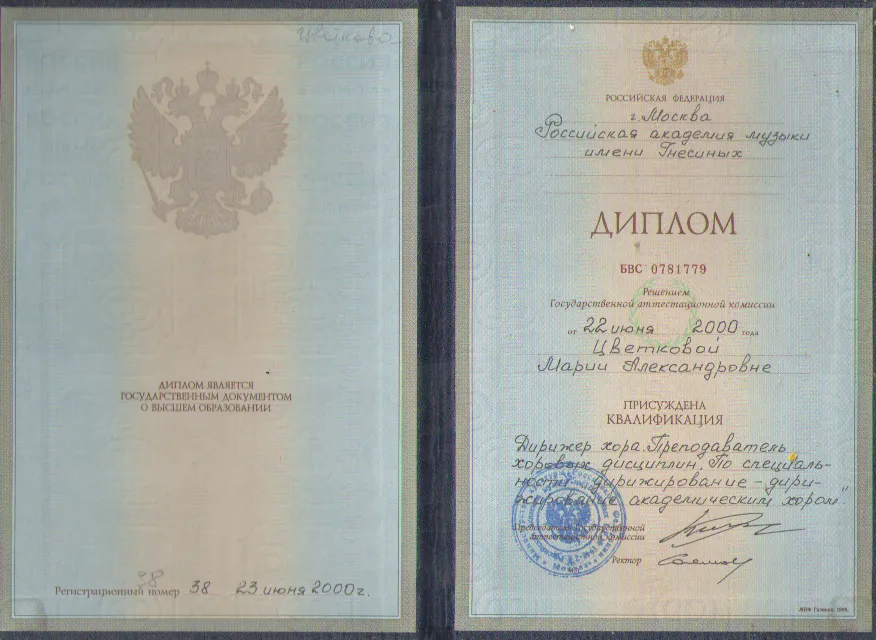 ДИПЛОМ ЯВЛЯЕТСЯ
ГОСУДАРСТВЕННЫМ ДОКУМЕНТОМ
О ВЫСШЕМ ОБРАЗОВАНИИ
38
Регистрационный номер 38 23 июня 2000 г.
РОССИЙСКАЯ ФЕДЕРАЦИЯ
г. Москва
Российская академия музыки
имени Гнесиных
ДИПЛОМ
БВС 0781779
Решением
Государственной аттестационной комиссии
от 22 июня 2000 года
Цветковой
Марии Александровне
ПРИСУЖДЕНА
КВАЛИФИКАЦИЯ
Дирижер хора. Преподаватель
хоровых дисциплин. По специаль-
ности „дирижирование – дири-
жирование академическим хором"
Председатель Государственной
аттестационной комиссии
Ректор